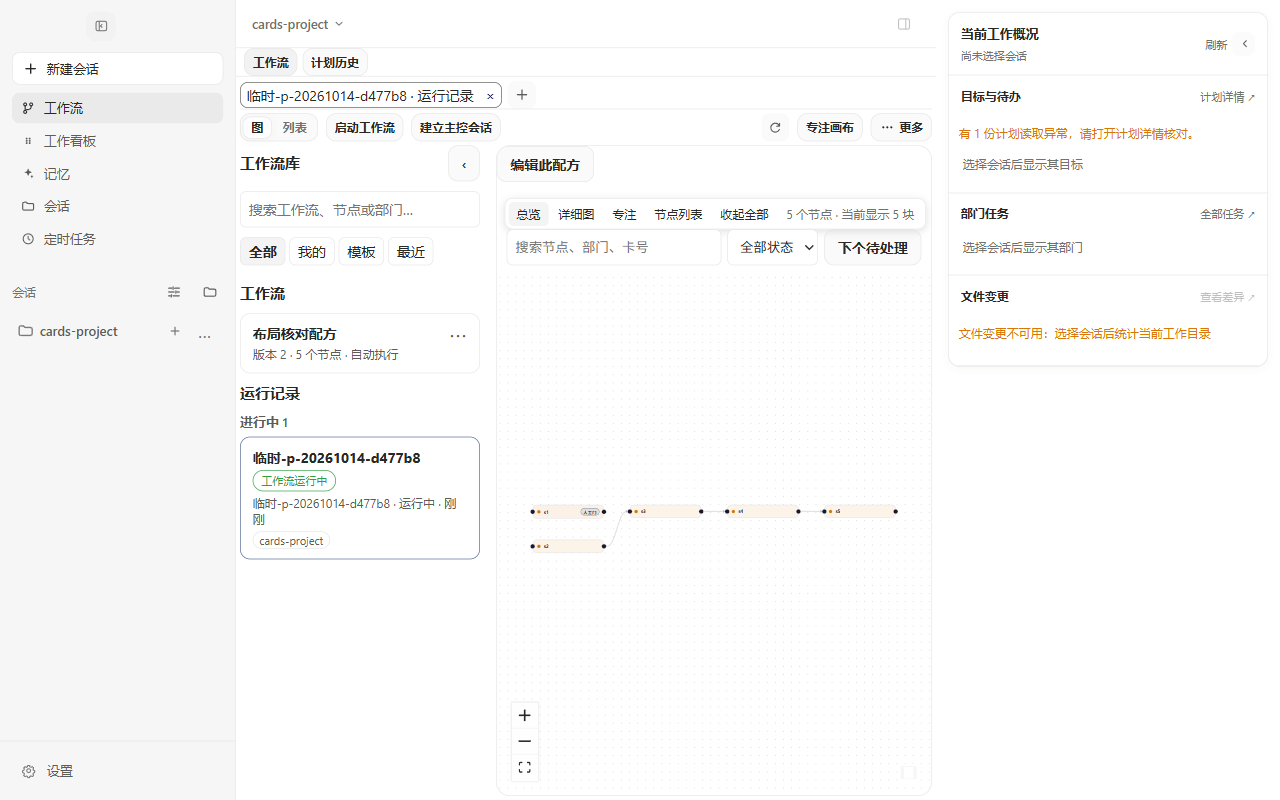 新建会话
工作流
工作看板
记忆
会话
定时任务
会话
cards-project
设置
cards-project
工作流
计划历史
临时-p-20261014-d477b8 · 运行记录 ×
图
列表
启动工作流
建立主控会话
专注画布
更多
工作流库
搜索工作流、节点或部门...
全部
我的
模板
最近
工作流
布局核对配方
版本 2 · 5 个节点 · 自动执行
运行记录
进行中 1
临时-p-20261014-d477b8
工作流运行中
临时-p-20261014-d477b8 · 运行中 · 刚
刚
cards-project
编辑此配方
总览
详细图
专注
节点列表
收起全部
5 个节点 · 当前显示 5 块
搜索节点、部门、卡号
全部状态
下个待处理
当前工作概况
尚未选择会话
刷新
目标与待办
计划详情 ↗
有 1 份计划读取异常，请打开计划详情核对。
选择会话后显示其目标
部门任务
全部任务 ↗
选择会话后显示其部门
文件变更
查看差异 ↗
文件变更不可用：选择会话后统计当前工作目录